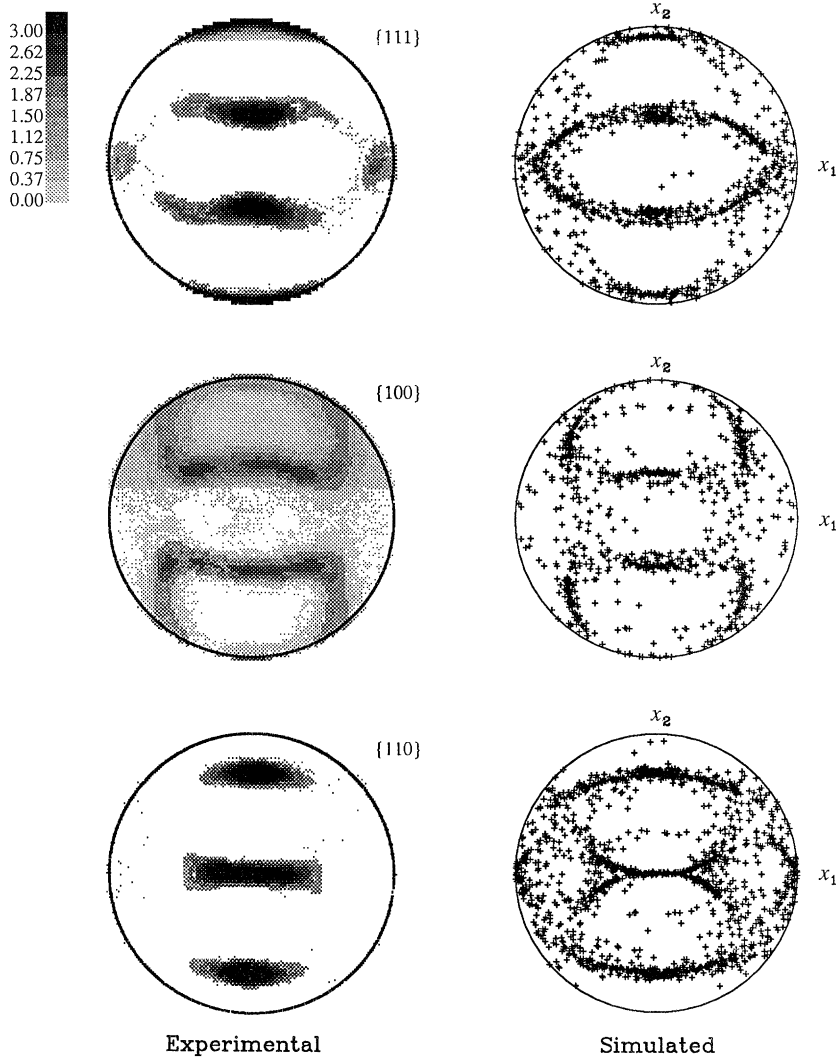 3.00
2.62
2.25
1.87
1.50
1.12
0.75
0.37
0.00
{111}
x₂
x₁
{100}
x₂
x₁
{110}
x₂
x₁
Experimental
Simulated